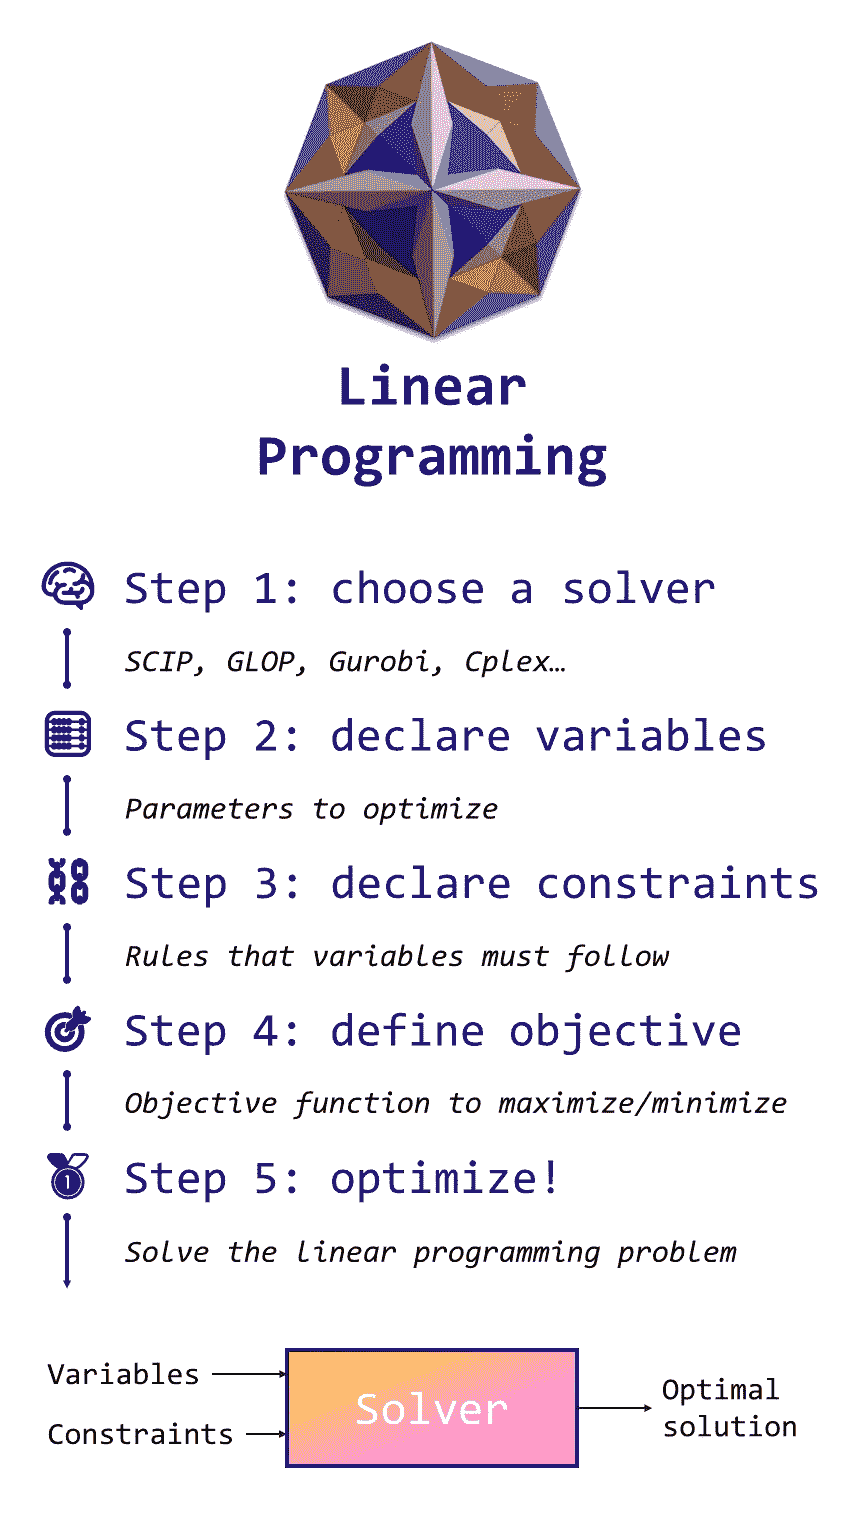 Linear
Programming
Step 1: choose a solver
SCIP, GLOP, Gurobi, Cplex…
Step 2: declare variables
Parameters to optimize
Step 3: declare constraints
Rules that variables must follow
Step 4: define objective
Objective function to maximize/minimize
1
Step 5: optimize!
Solve the linear programming problem
Variables
Constraints
Solver
Optimal
solution